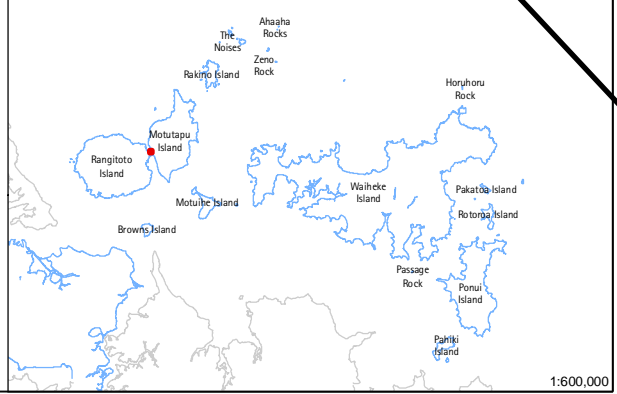 Ahaaha
Rocks
The
Noises
Zeno
Rock
Rakino Island
Horuhoru
Rock
Motutapu
Island
Rangitoto
Island
Waiheke
Island
Pakatoa Island
Motuihe Island
Rotoroa Island
Browns Island
Passage
Rock
Ponui
Island
Pahiki
Island
1:600,000